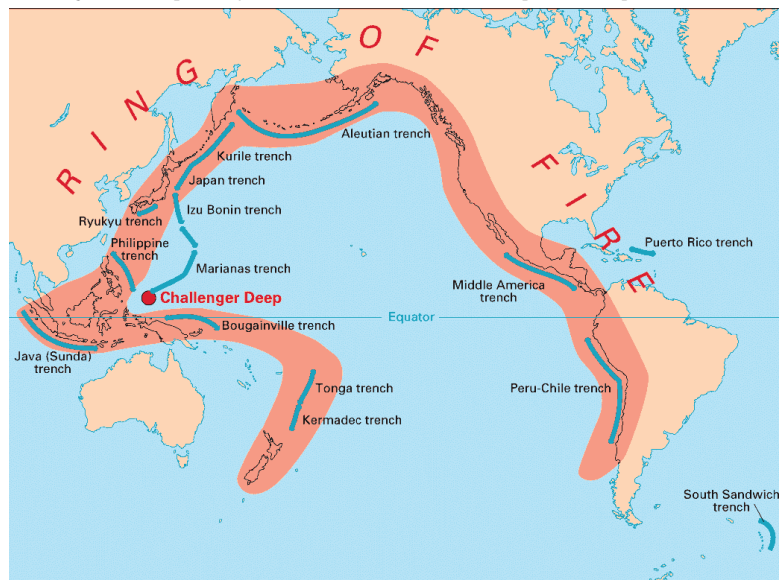 RING OF FIRE
Aleutian trench
Kurile trench
Japan trench
Izu Bonin trench
Ryukyu trench
Philippine
trench
Marianas trench
Challenger Deep
Puerto Rico trench
Middle America
trench
Equator
Bougainville trench
Java (Sunda)
trench
Tonga trench
Kermadec trench
Peru-Chile trench
South Sandwich
trench